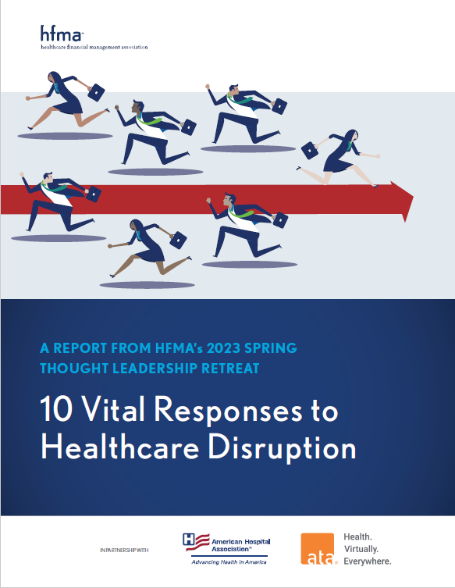 hfma
healthcare financial management association
A REPORT FROM HFMA's 2023 SPRING
THOUGHT LEADERSHIP RETREAT
10 Vital Responses to
Healthcare Disruption
IN PARTNERSHIP WITH
American Hospital
Association™
Advancing Health in America
ata.
Health.
Virtually.
Everywhere.